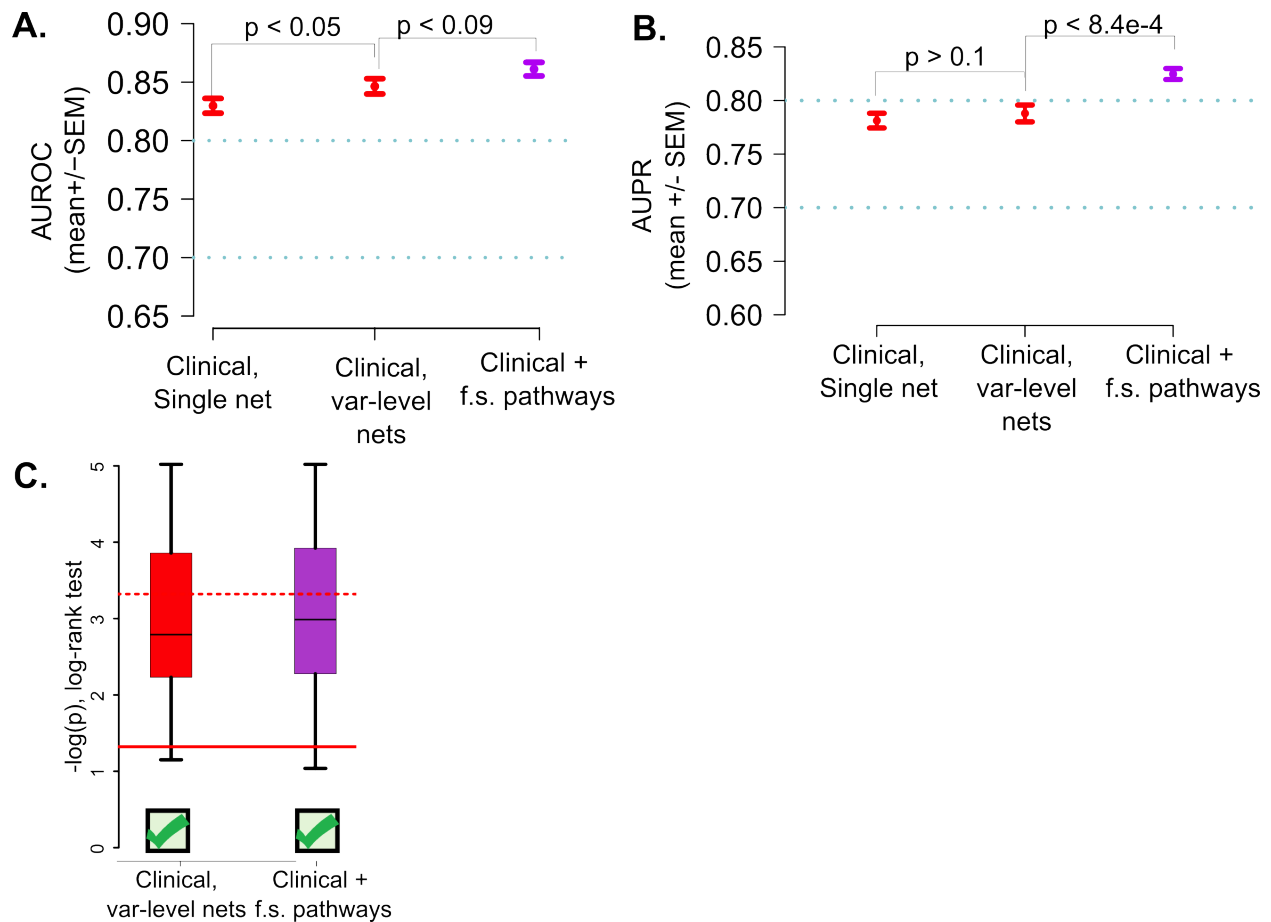 A.
AUROC
(mean+/−SEM)
0.90
0.85
0.80
0.75
0.70
0.65
p < 0.05
p < 0.09
Clinical,
Single net
Clinical,
var-level
nets
Clinical +
f.s. pathways
B.
AUPR
(mean +/- SEM)
0.85
0.80
0.75
0.70
0.65
0.60
p > 0.1
p < 8.4e-4
Clinical,
Single net
Clinical,
var-level
nets
Clinical +
f.s. pathways
C.
-log(p), log-rank test
5
4
3
2
1
0
Clinical,
var-level nets
Clinical +
f.s. pathways